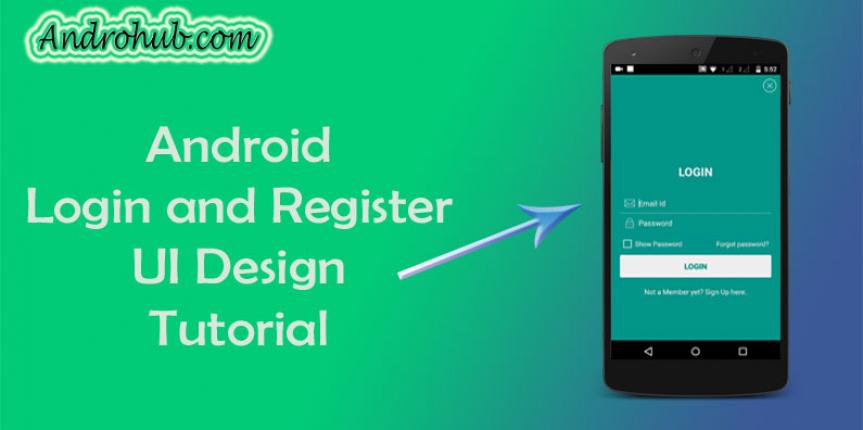 Androhub.com
Android
Login and Register
UI Design
Tutorial
5:57
LOGIN
Email Id
Password
Show Password Forgot password?
LOGIN
Not a Member yet? Sign Up here.